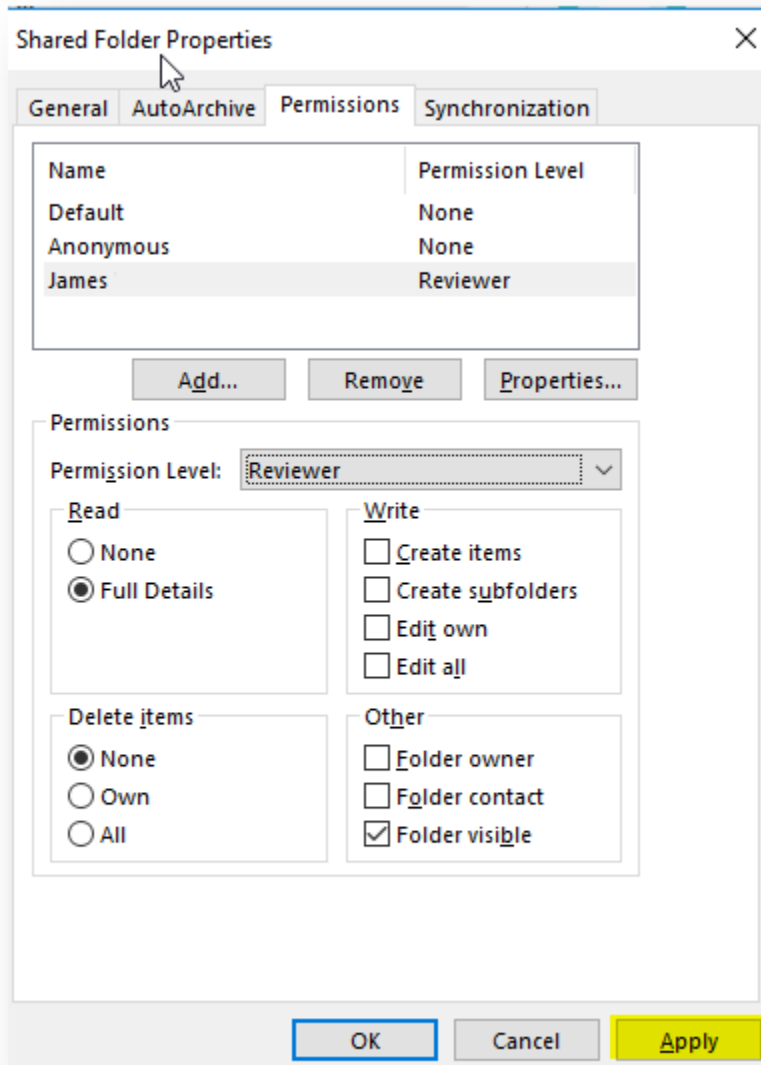 Shared Folder Properties
General AutoArchive Permissions Synchronization
Name Permission Level
Default None
Anonymous None
James Reviewer
Add... Remove Properties...
Permissions
Permission Level: Reviewer
Read Write
None Create items
Full Details Create subfolders
Edit own
Edit all
Delete items Other
None Folder owner
Own Folder contact
All Folder visible
OK Cancel Apply